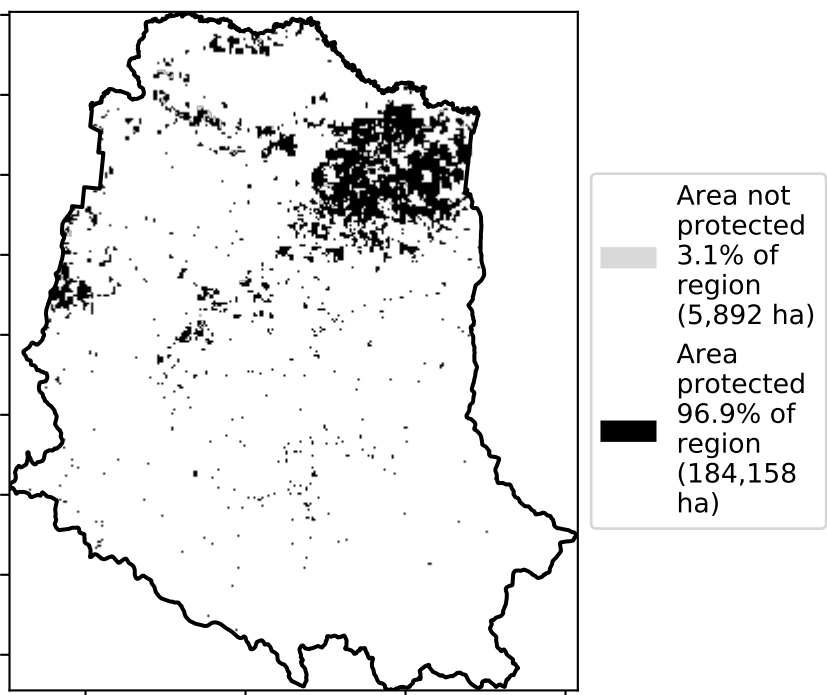 Area not
protected
3.1% of
region
(5,892 ha)
Area
protected
96.9% of
region
(184,158
ha)